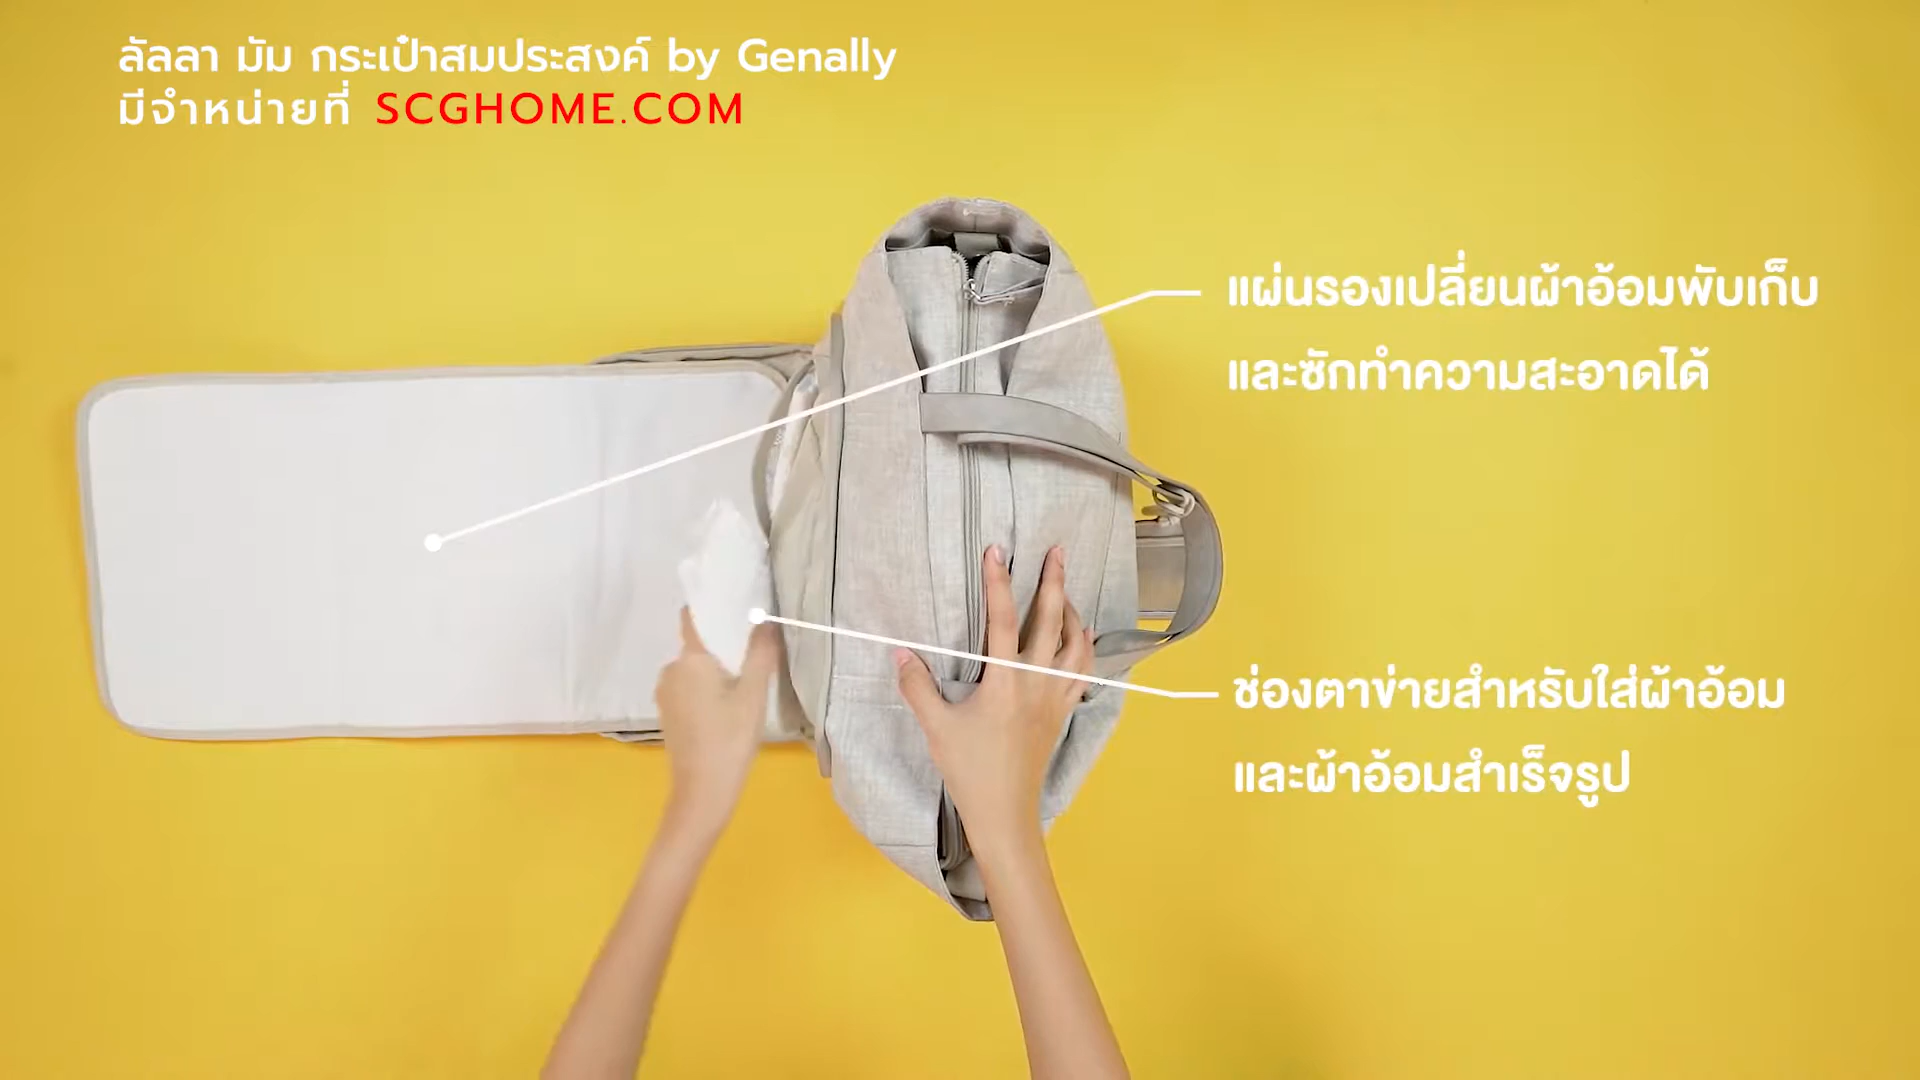 ลัลลา มัม กระเป๋าสมประสงค์ by Genally
มีจำหน่ายที่ SCGHOME.COM
แผ่นรองเปลี่ยนผ้าอ้อมพับเก็บ
และซักทำความสะอาดได้
ช่องตาข่ายสำหรับใส่ผ้าอ้อม
และผ้าอ้อมสำเร็จรูป